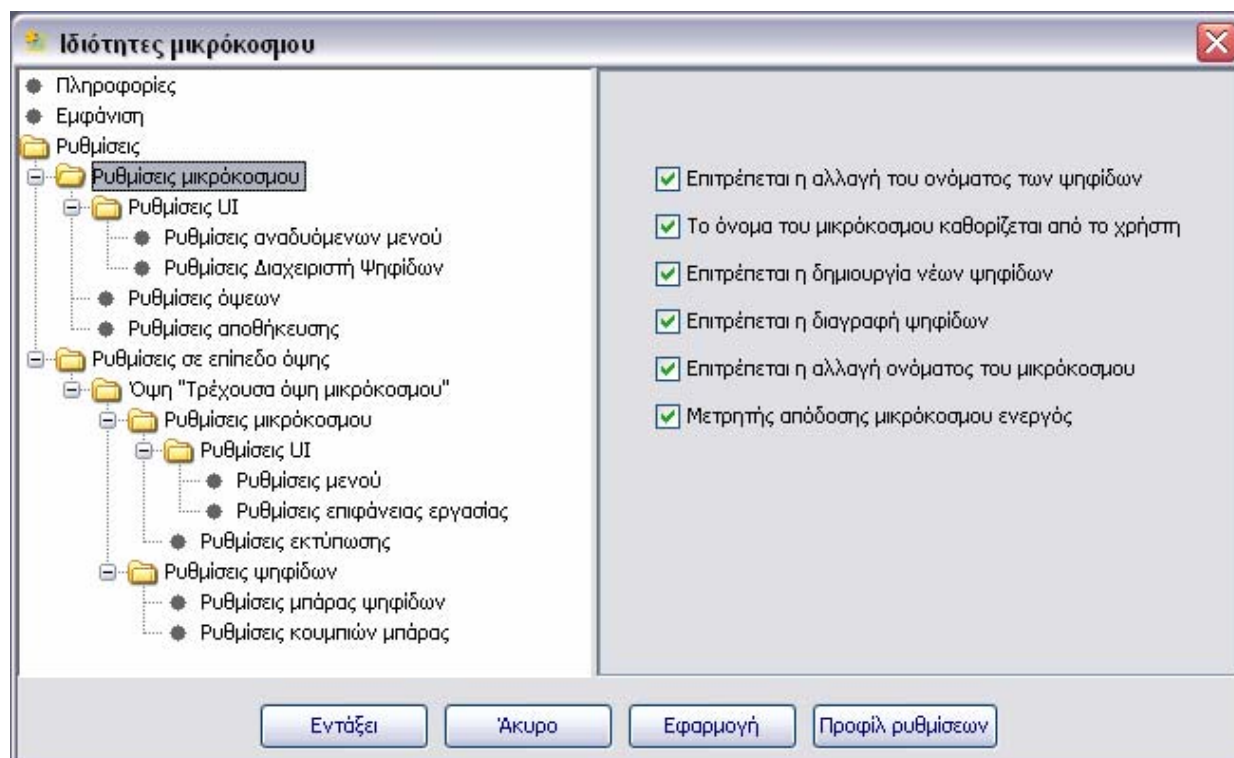 Ιδιότητες μικρόκοσμου
Πληροφορίες
Εμφάνιση
Ρυθμίσεις
Ρυθμίσεις μικρόκοσμου
Ρυθμίσεις UI
Ρυθμίσεις αναδυόμενων μενού
Ρυθμίσεις Διαχειριστή Ψηφίδων
Ρυθμίσεις όψεων
Ρυθμίσεις αποθήκευσης
Ρυθμίσεις σε επίπεδο όψης
Όψη "Τρέχουσα όψη μικρόκοσμου"
Ρυθμίσεις μικρόκοσμου
Ρυθμίσεις UI
Ρυθμίσεις μενού
Ρυθμίσεις επιφάνειας εργασίας
Ρυθμίσεις εκτύπωσης
Ρυθμίσεις ψηφίδων
Ρυθμίσεις μπάρας ψηφίδων
Ρυθμίσεις κουμπιών μπάρας
Επιτρέπεται η αλλαγή του ονόματος των ψηφίδων
Το όνομα του μικρόκοσμου καθορίζεται από το χρήστη
Επιτρέπεται η δημιουργία νέων ψηφίδων
Επιτρέπεται η διαγραφή ψηφίδων
Επιτρέπεται η αλλαγή ονόματος του μικρόκοσμου
Μετρητής απόδοσης μικρόκοσμου ενεργός
Εντάξει Άκυρο Εφαρμογή Προφίλ ρυθμίσεων